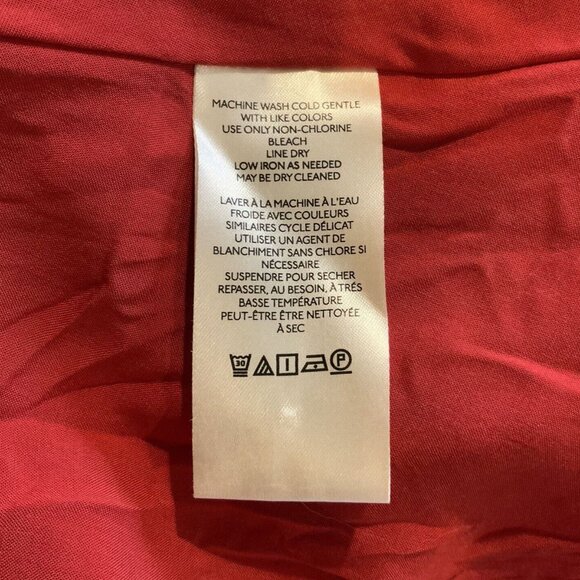 MACHINE WASH COLD GENTLE
WITH LIKE COLORS
USE ONLY NON-CHLORINE
BLEACH
LINE DRY
LOW IRON AS NEEDED
MAY BE DRY CLEANED
LAVER À LA MACHINE À L'EAU
FROIDE AVEC COULEURS
SIMILAIRES CYCLE DÉLICAT
UTILISER UN AGENT DE
BLANCHIMENT SANS CHLORE SI
NÉCESSAIRE
SUSPENDRE POUR SECHER
REPASSER, AU BESOIN, À TRÉS
BASSE TEMPÉRATURE
PEUT-ÊTRE ÊTRE NETTOYÉE
À SEC
30 P